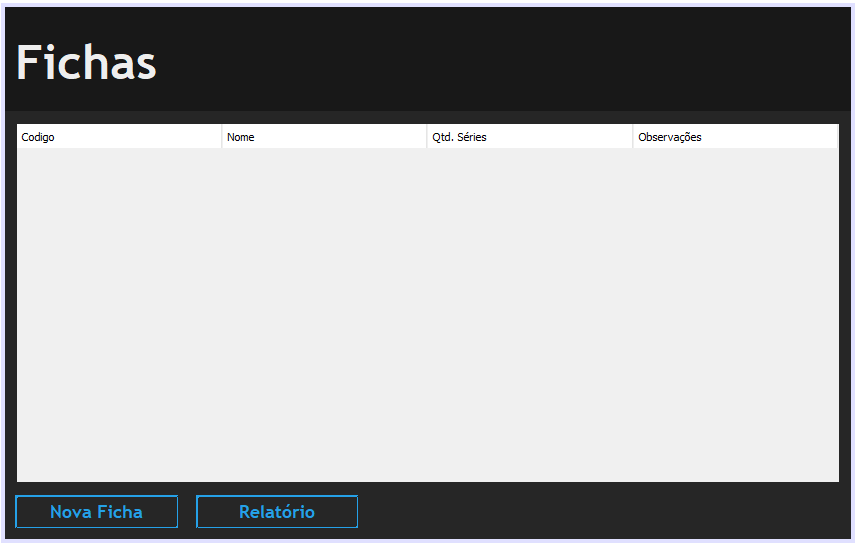 Fichas
Codigo Nome Qtd. Séries Observações
Nova Ficha Relatório